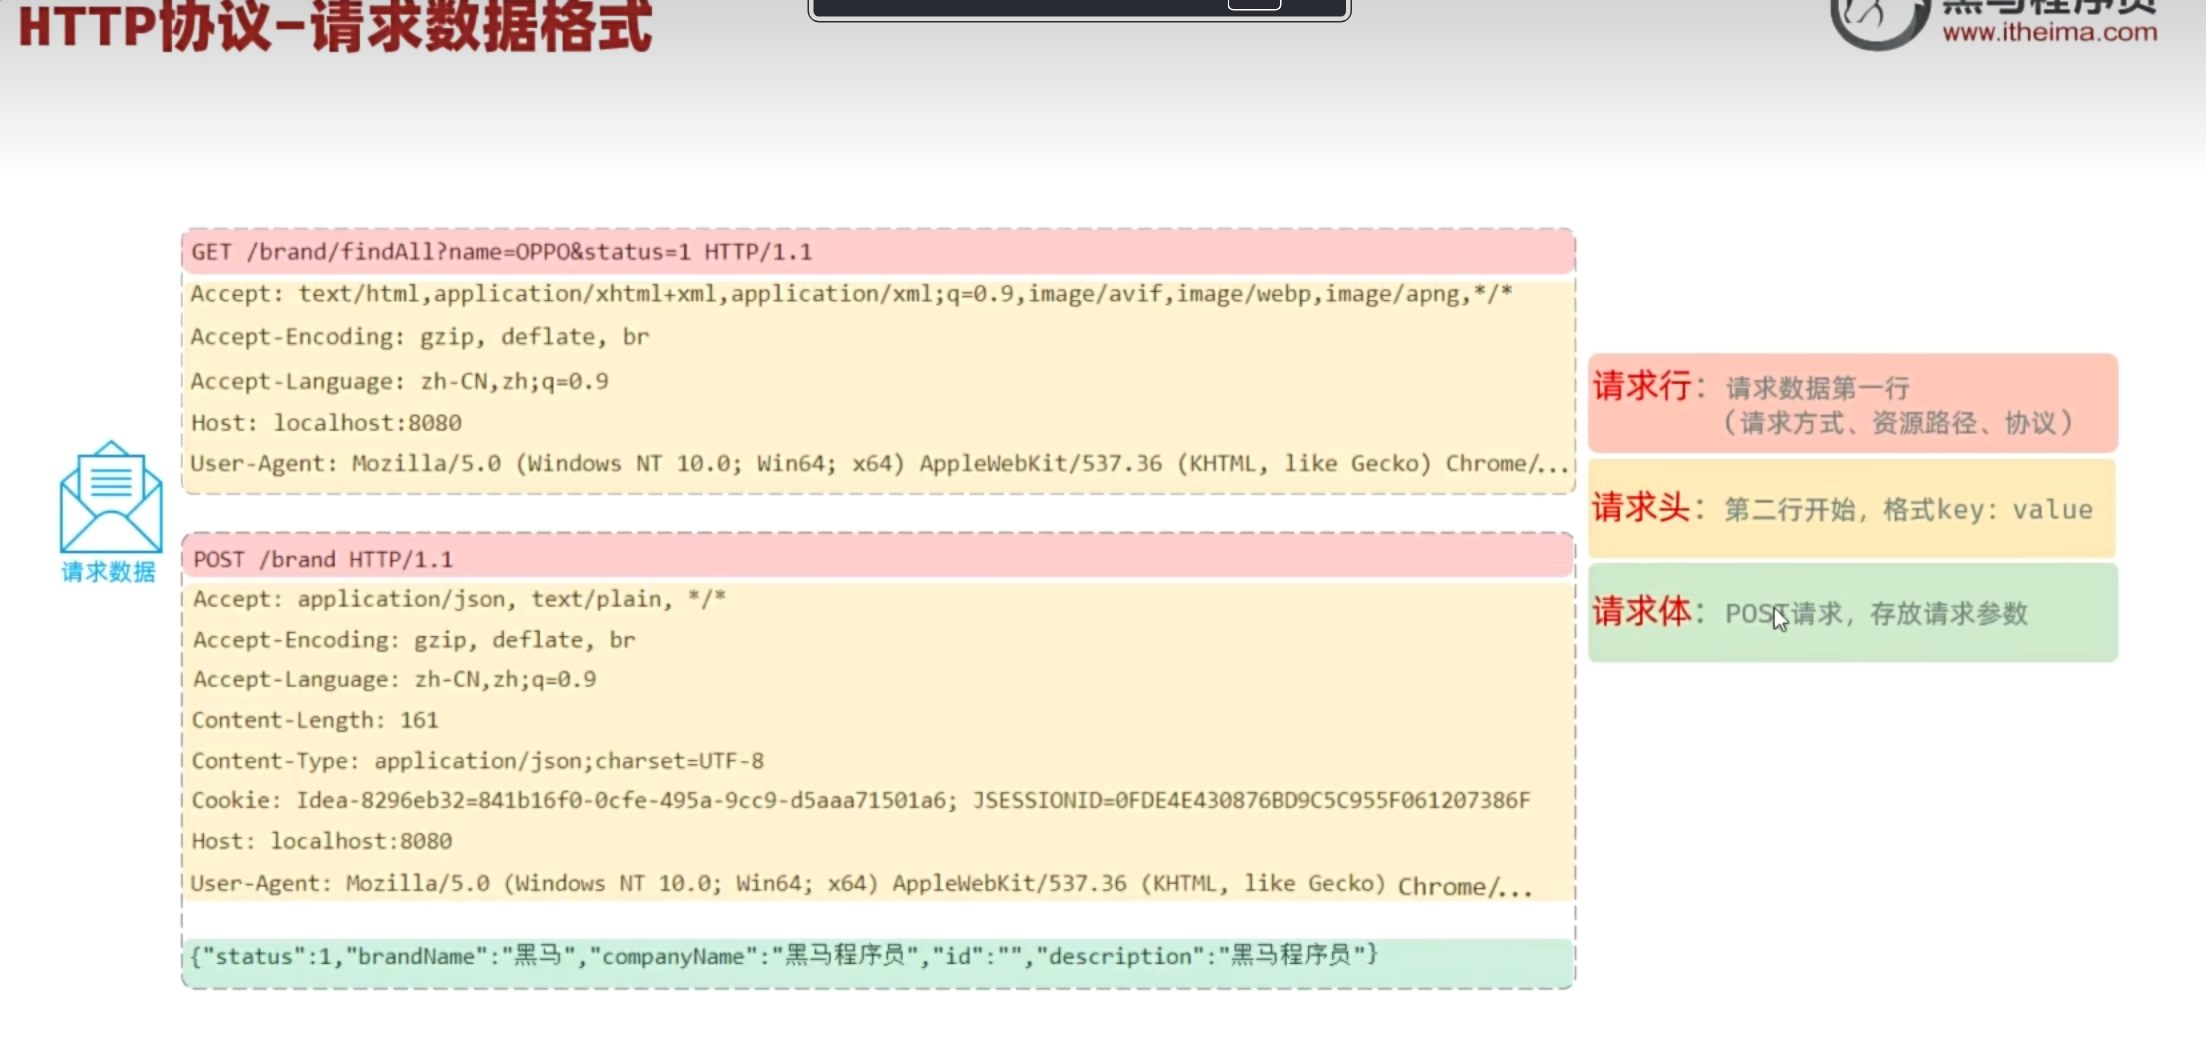 HTTP协议-请求数据格式
黑马程序员
www.itheima.com
GET /brand/findAll?name=OPPO&status=1 HTTP/1.1
Accept: text/html,application/xhtml+xml,application/xml;q=0.9,image/avif,image/webp,image/apng,*/*
Accept-Encoding: gzip, deflate, br
Accept-Language: zh-CN,zh;q=0.9
Host: localhost:8080
User-Agent: Mozilla/5.0 (Windows NT 10.0; Win64; x64) AppleWebKit/537.36 (KHTML, like Gecko) Chrome/...
请求数据
POST /brand HTTP/1.1
Accept: application/json, text/plain, */*
Accept-Encoding: gzip, deflate, br
Accept-Language: zh-CN,zh;q=0.9
Content-Length: 161
Content-Type: application/json;charset=UTF-8
Cookie: Idea-8296eb32=841b16f0-0cfe-495a-9cc9-d5aaa71501a6; JSESSIONID=0FDE4E430876BD9C5C955F061207386F
Host: localhost:8080
User-Agent: Mozilla/5.0 (Windows NT 10.0; Win64; x64) AppleWebKit/537.36 (KHTML, like Gecko) Chrome/...
{"status":1,"brandName":"黑马","companyName":"黑马程序员","id":"","description":"黑马程序员"}
请求行：请求数据第一行
（请求方式、资源路径、协议）
请求头：第二行开始，格式key: value
请求体：POST请求，存放请求参数